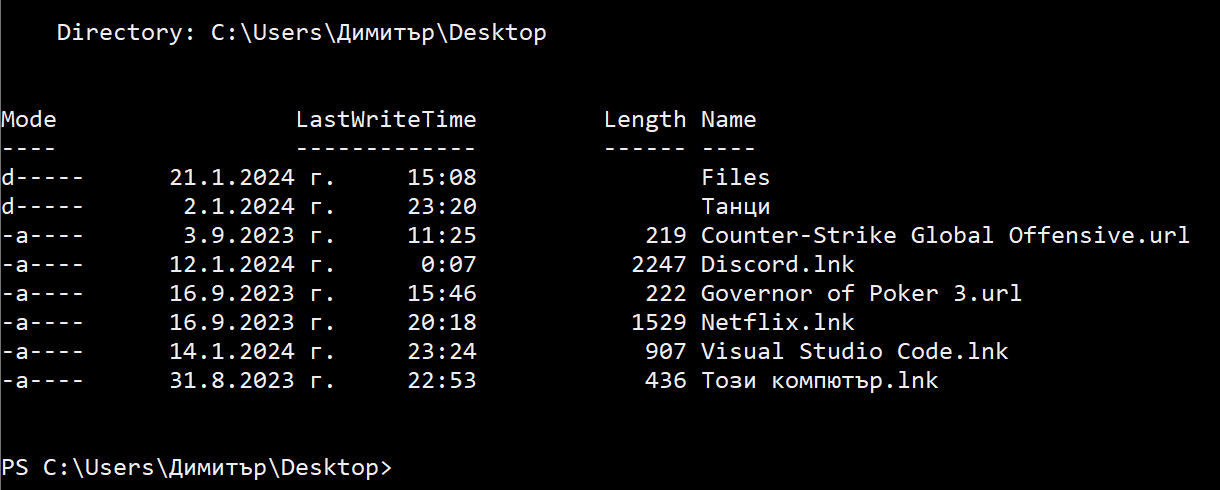 Directory: C:\Users\Димитър\Desktop
Mode LastWriteTime Length Name
---- ------------- ------ ----
d----- 21.1.2024 г. 15:08 Files
d----- 2.1.2024 г. 23:20 Танци
-a---- 3.9.2023 г. 11:25 219 Counter-Strike Global Offensive.url
-a---- 12.1.2024 г. 0:07 2247 Discord.lnk
-a---- 16.9.2023 г. 15:46 222 Governor of Poker 3.url
-a---- 16.9.2023 г. 20:18 1529 Netflix.lnk
-a---- 14.1.2024 г. 23:24 907 Visual Studio Code.lnk
-a---- 31.8.2023 г. 22:53 436 Този компютър.lnk
PS C:\Users\Димитър\Desktop>